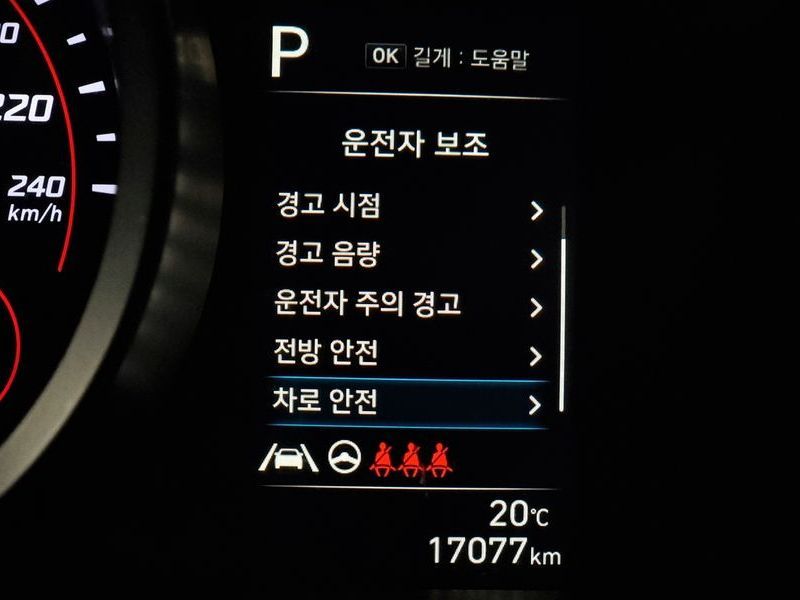 220
240
km/h
P
OK 길게 : 도움말
운전자 보조
경고 시점
경고 음량
운전자 주의 경고
전방 안전
차로 안전
20℃
17077km